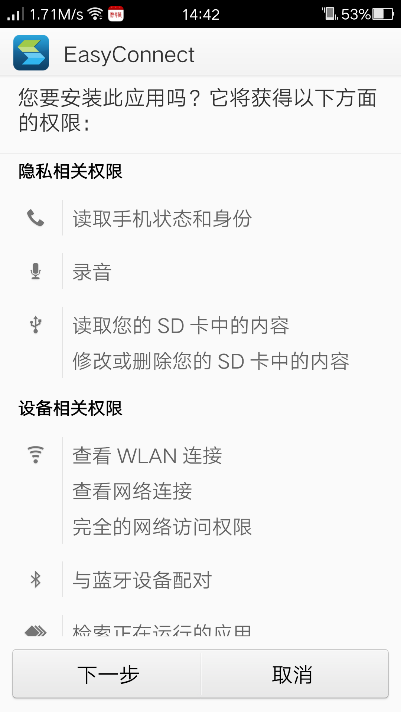 1.71M/s 14:42 53%
EasyConnect
您要安装此应用吗？它将获得以下方面
的权限：
隐私相关权限
读取手机状态和身份
录音
读取您的 SD 卡中的内容
修改或删除您的 SD 卡中的内容
设备相关权限
查看 WLAN 连接
查看网络连接
完全的网络访问权限
与蓝牙设备配对
检索正在运行的应用
下一步 取消